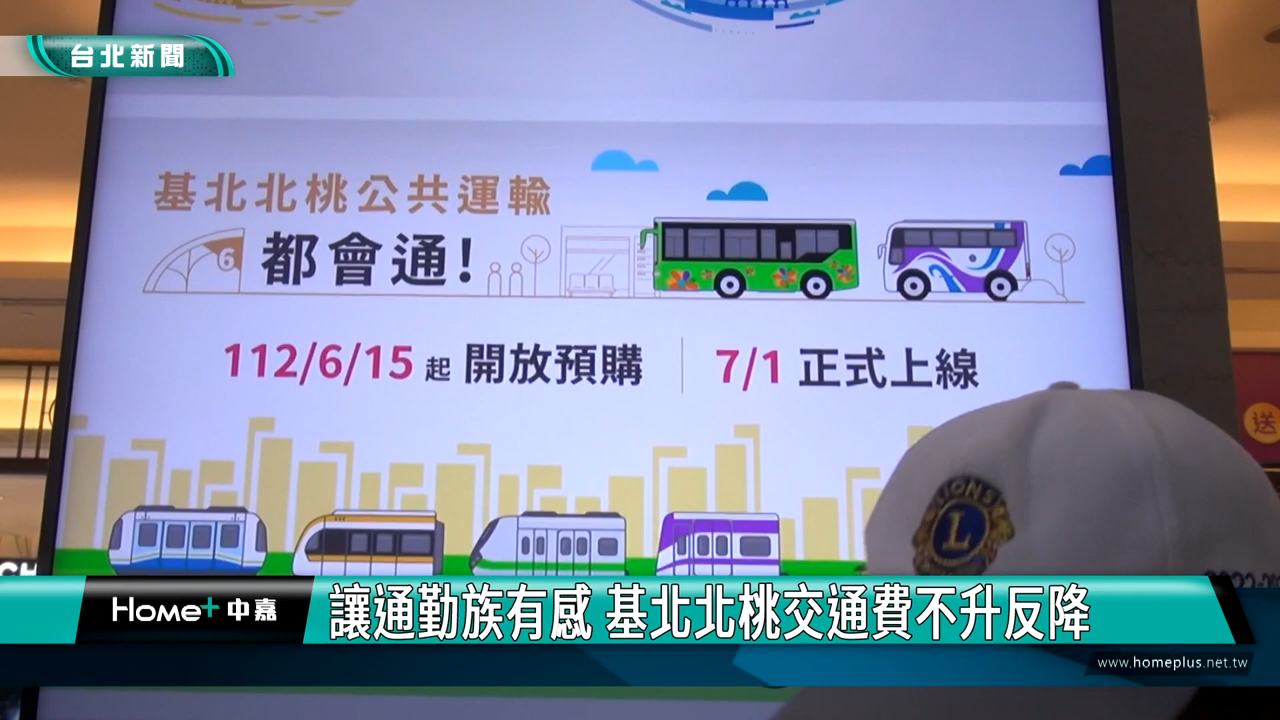 台北新聞
基北北桃公共運輸
6 都會通!
112/6/15 起 開放預購 7/1 正式上線
送
LIONS
L
CH
Home+ 中嘉
讓通勤族有感 基北北桃交通費不升反降
www.homeplus.net.tw